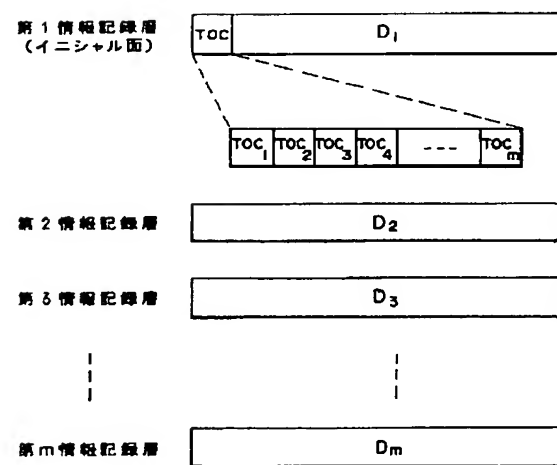 第1情報記録層 TOC D1
(イニシャル面)
TOC1 TOC2 TOC3 TOC4 --- TOCm
第2情報記録層 D2
第3情報記録層 D3
第m情報記録層 Dm